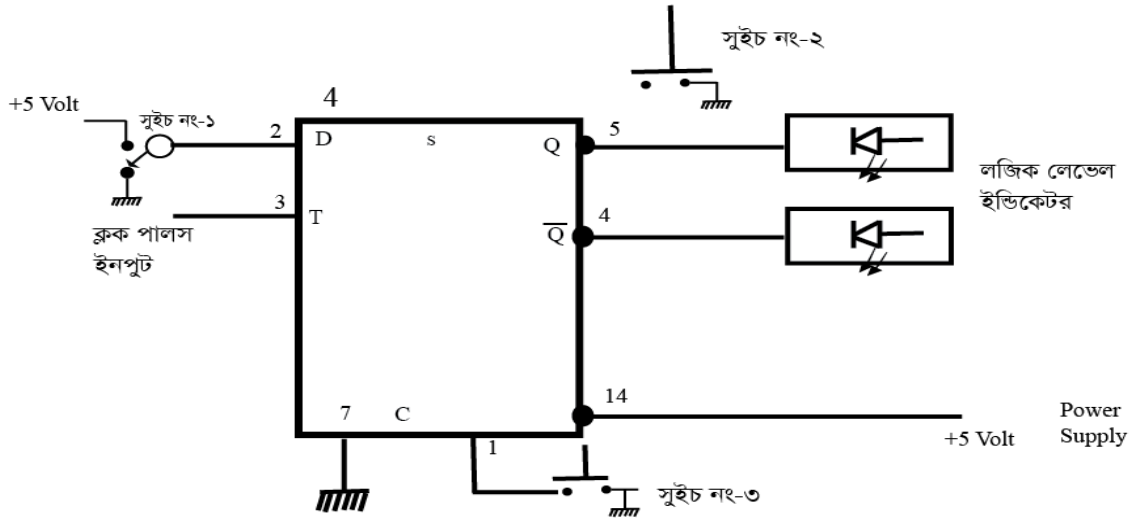 সুইচ নং-২
+5 Volt
সুইচ নং-১
4
2
D
s
Q
5
3
T
Q̅
4
লজিক লেভেল
ইন্ডিকেটর
ক্লক পালস
ইনপুট
7
C
14
1
+5 Volt
Power
Supply
সুইচ নং-৩